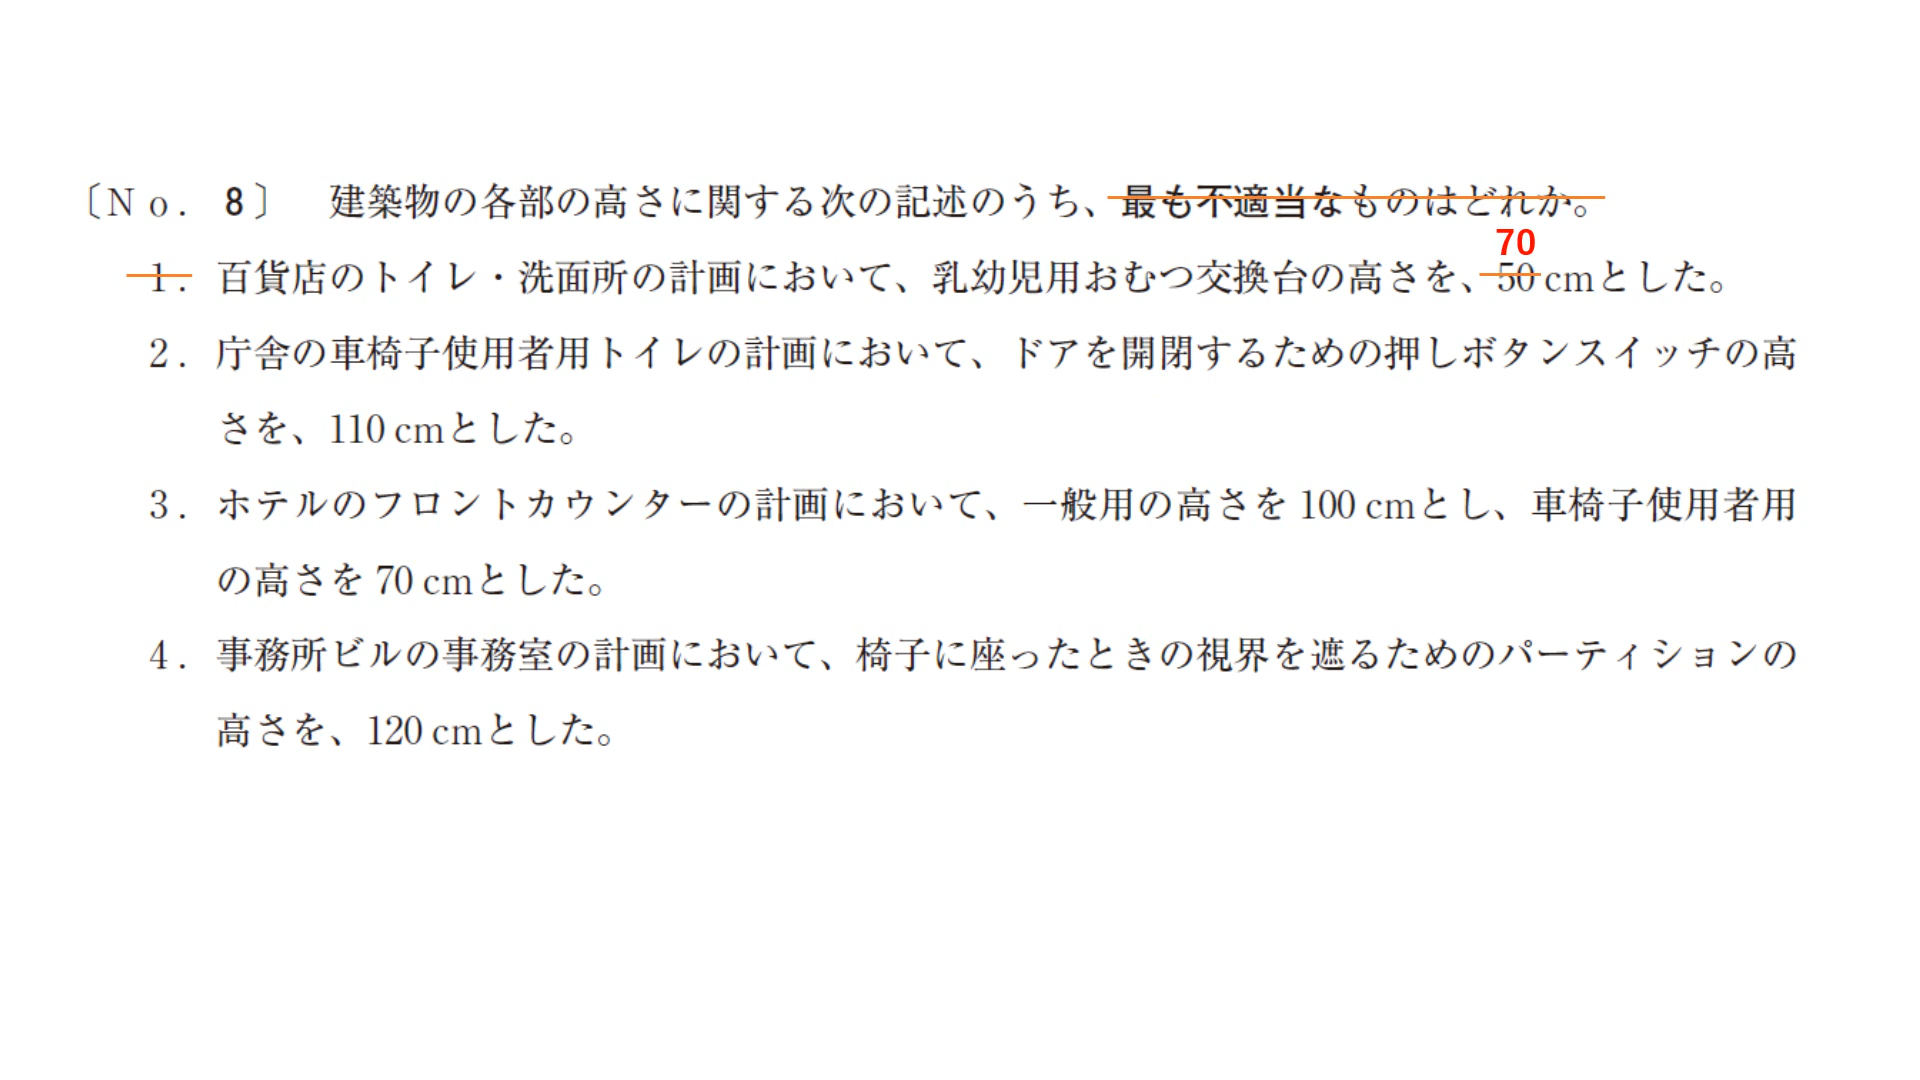 〔No. 8〕 建築物の各部の高さに関する次の記述のうち、最も不適当なものはどれか。
70
1. 百貨店のトイレ・洗面所の計画において、乳幼児用おむつ交換台の高さを、50 cmとした。
2. 庁舎の車椅子使用者用トイレの計画において、ドアを開閉するための押しボタンスイッチの高
さを、110 cmとした。
3. ホテルのフロントカウンターの計画において、一般用の高さを 100 cmとし、車椅子使用者用
の高さを 70 cmとした。
4. 事務所ビルの事務室の計画において、椅子に座ったときの視界を遮るためのパーティションの
高さを、120 cmとした。